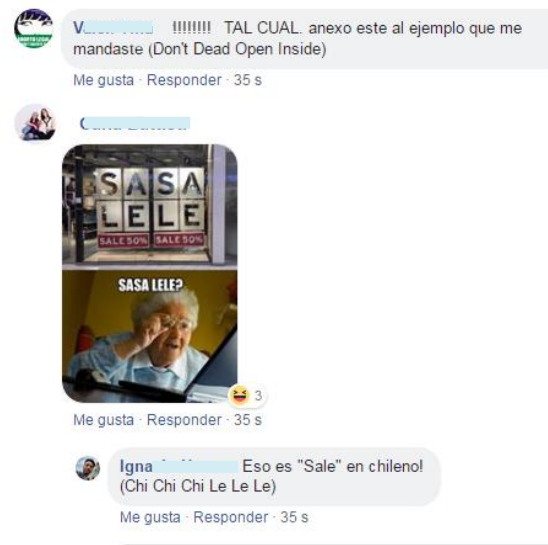 !!!!!!!! TAL CUAL. anexo este al ejemplo que me
mandaste (Don't Dead Open Inside)
Me gusta · Responder · 35 s
SASA
LELE
SALE 50% SALE 50%
SASA LELE?
3
Me gusta · Responder · 35 s
Igna Eso es "Sale" en chileno!
(Chi Chi Chi Le Le Le)
Me gusta · Responder · 35 s